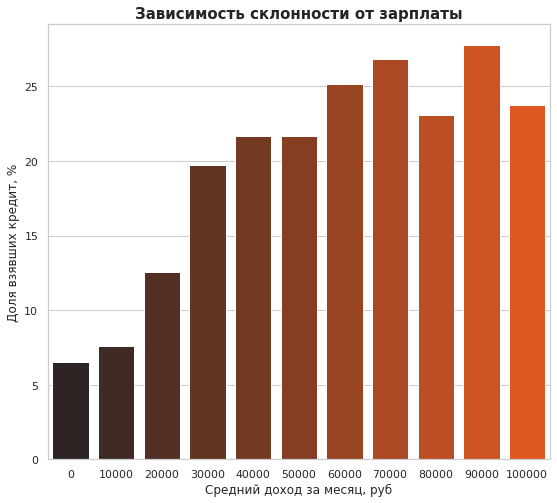 Зависимость склонности от зарплаты
Доля взявших кредит, %
25
20
15
10
5
0
0 10000 20000 30000 40000 50000 60000 70000 80000 90000 100000
Средний доход за месяц, руб